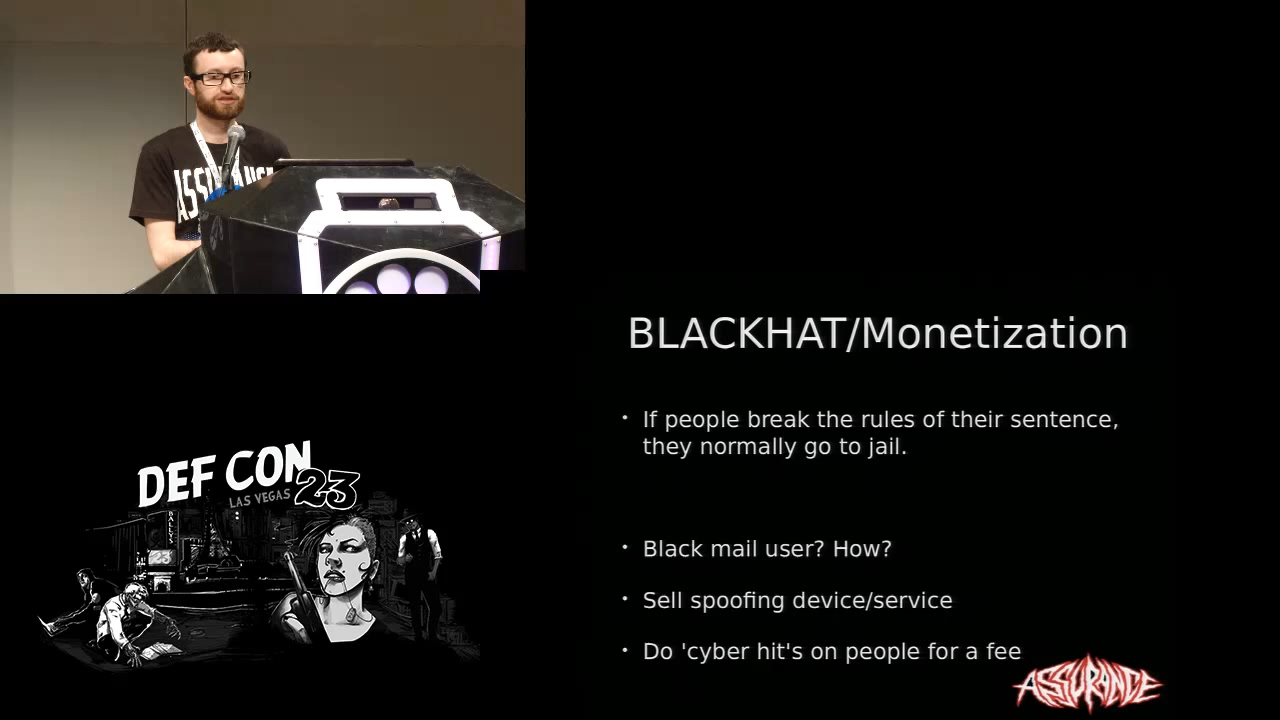 BLACKHAT/Monetization
• If people break the rules of their sentence,
they normally go to jail.
• Black mail user? How?
• Sell spoofing device/service
• Do 'cyber hit's on people for a fee
ASSURANCE
DEF CON
23
LAS VEGAS
BALLYS